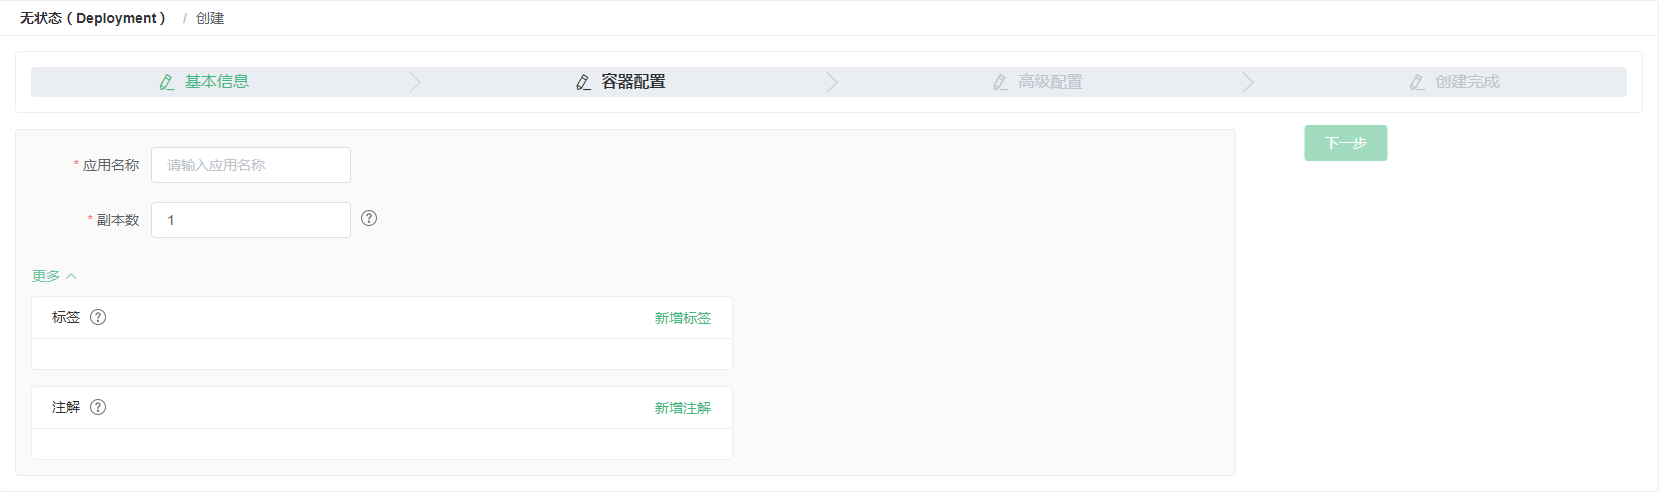 无状态（Deployment） / 创建
基本信息 容器配置 高级配置 创建完成
下一步
* 应用名称 请输入应用名称
* 副本数 1 ?
更多
标签 ? 新增标签
注解 ? 新增注解